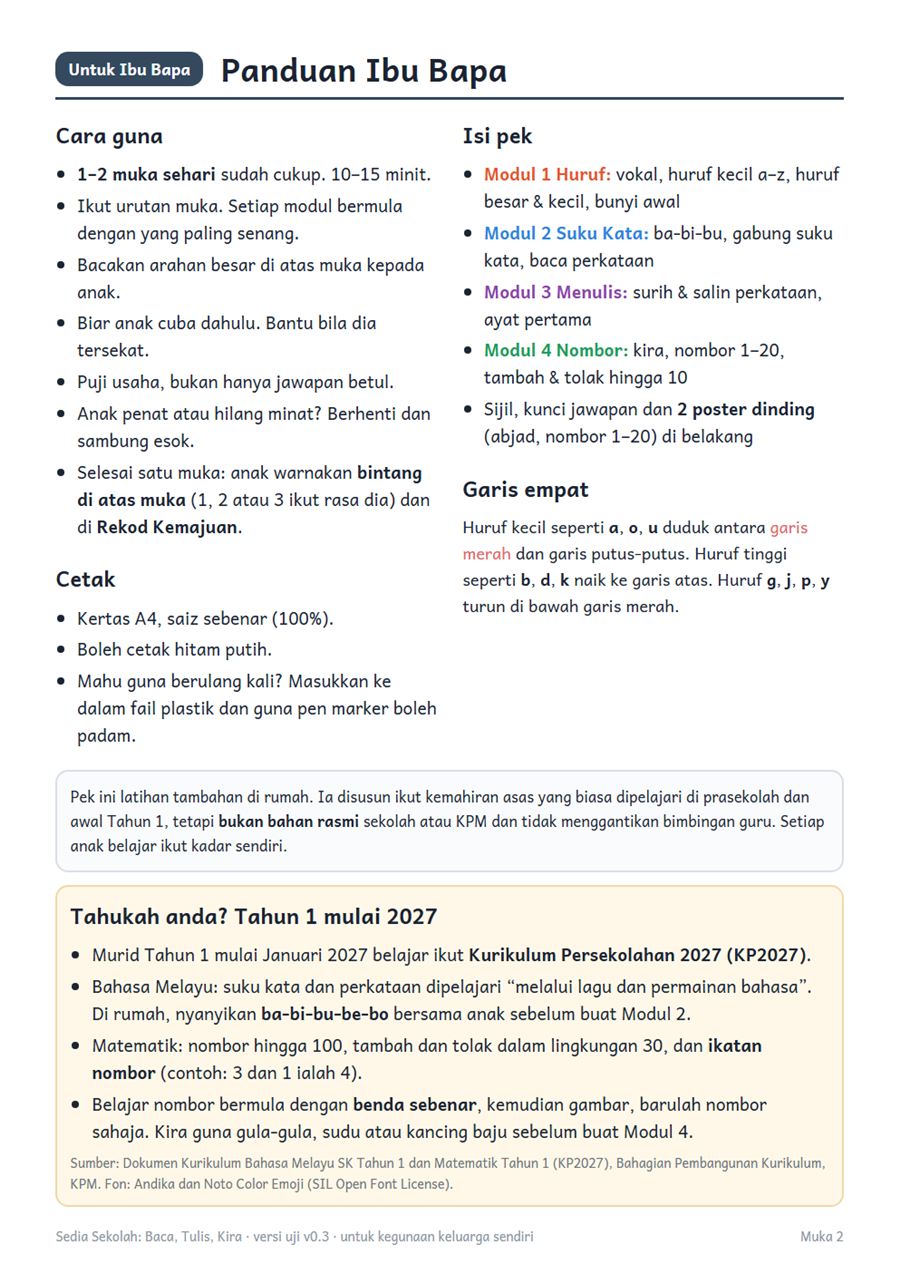 Untuk Ibu Bapa
Panduan Ibu Bapa
Cara guna
• 1–2 muka sehari sudah cukup. 10–15 minit.
• Ikut urutan muka. Setiap modul bermula
dengan yang paling senang.
• Bacakan arahan besar di atas muka kepada
anak.
• Biar anak cuba dahulu. Bantu bila dia
tersekat.
• Puji usaha, bukan hanya jawapan betul.
• Anak penat atau hilang minat? Berhenti dan
sambung esok.
• Selesai satu muka: anak warnakan bintang
di atas muka (1, 2 atau 3 ikut rasa dia) dan
di Rekod Kemajuan.
Cetak
• Kertas A4, saiz sebenar (100%).
• Boleh cetak hitam putih.
• Mahu guna berulang kali? Masukkan ke
dalam fail plastik dan guna pen marker boleh
padam.
Isi pek
• Modul 1 Huruf: vokal, huruf kecil a–z, huruf
besar & kecil, bunyi awal
• Modul 2 Suku Kata: ba-bi-bu, gabung suku
kata, baca perkataan
• Modul 3 Menulis: surih & salin perkataan,
ayat pertama
• Modul 4 Nombor: kira, nombor 1–20,
tambah & tolak hingga 10
• Sijil, kunci jawapan dan 2 poster dinding
(abjad, nombor 1–20) di belakang
Garis empat
Huruf kecil seperti a, o, u duduk antara garis
merah dan garis putus-putus. Huruf tinggi
seperti b, d, k naik ke garis atas. Huruf g, j, p, y
turun di bawah garis merah.
Pek ini latihan tambahan di rumah. Ia disusun ikut kemahiran asas yang biasa dipelajari di prasekolah dan
awal Tahun 1, tetapi bukan bahan rasmi sekolah atau KPM dan tidak menggantikan bimbingan guru. Setiap
anak belajar ikut kadar sendiri.
Tahukah anda? Tahun 1 mulai 2027
• Murid Tahun 1 mulai Januari 2027 belajar ikut Kurikulum Persekolahan 2027 (KP2027).
• Bahasa Melayu: suku kata dan perkataan dipelajari “melalui lagu dan permainan bahasa”.
Di rumah, nyanyikan ba-bi-bu-be-bo bersama anak sebelum buat Modul 2.
• Matematik: nombor hingga 100, tambah dan tolak dalam lingkungan 30, dan ikatan
nombor (contoh: 3 dan 1 ialah 4).
• Belajar nombor bermula dengan benda sebenar, kemudian gambar, barulah nombor
sahaja. Kira guna gula-gula, sudu atau kancing baju sebelum buat Modul 4.
Sumber: Dokumen Kurikulum Bahasa Melayu SK Tahun 1 dan Matematik Tahun 1 (KP2027), Bahagian Pembangunan Kurikulum,
KPM. Fon: Andika dan Noto Color Emoji (SIL Open Font License).
Sedia Sekolah: Baca, Tulis, Kira · versi uji v0.3 · untuk kegunaan keluarga sendiri
Muka 2